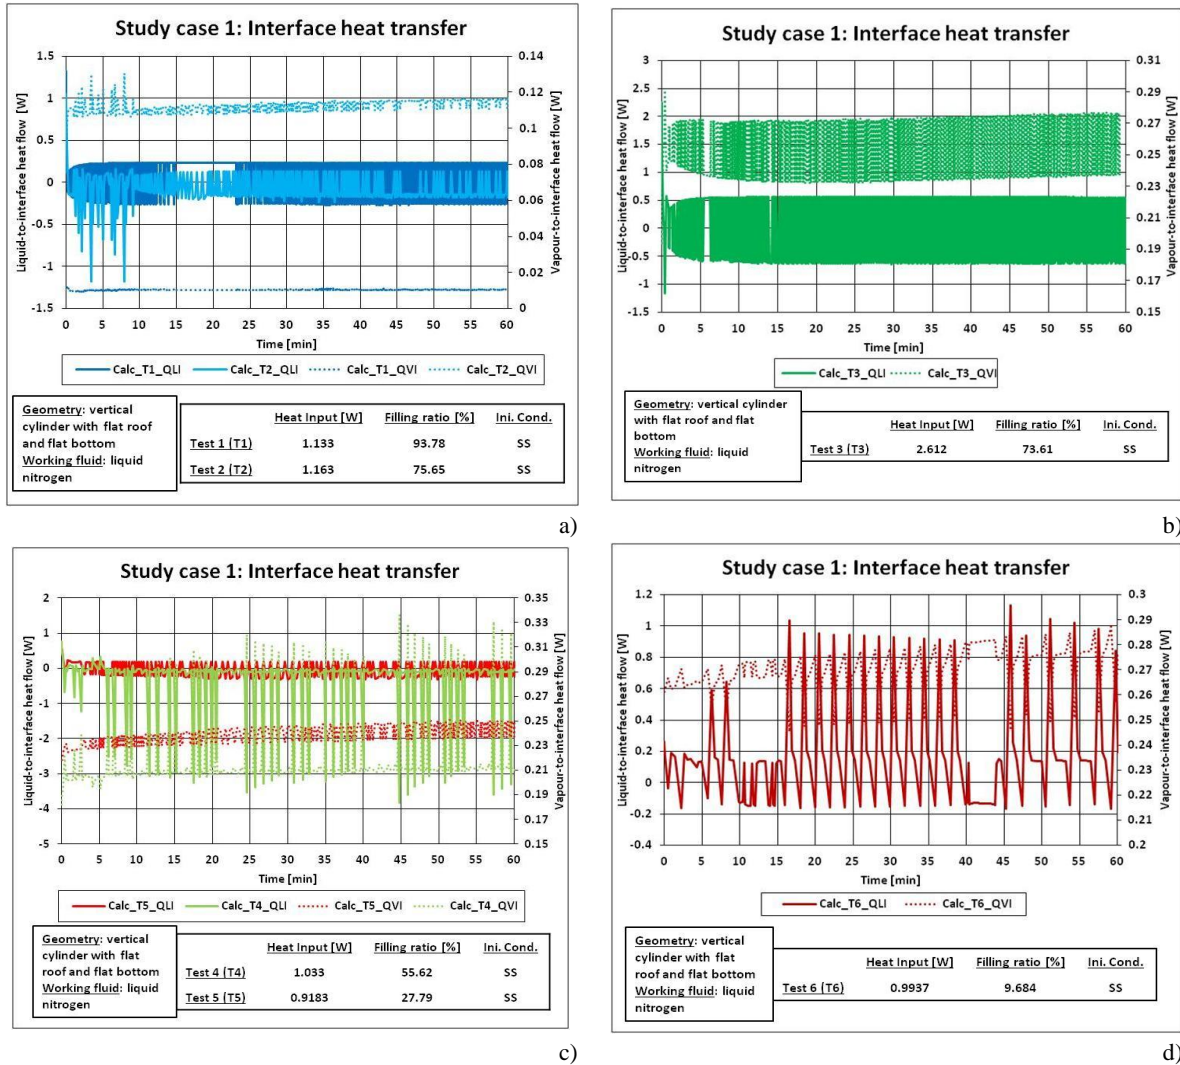 Study case 1: Interface heat transfer
Liquid-to-interface heat flow [W]
1.5
1
0.5
0
-0.5
-1
-1.5
0.14
0.12
0.1
0.08
0.06
0.04
0.02
0
Vapour-to-interface heat flow [W]
0 5 10 15 20 25 30 35 40 45 50 55 60
Time [min]
Calc_T1_QLI Calc_T2_QLI Calc_T1_QVI Calc_T2_QVI
Geometry: vertical
cylinder with flat roof
and flat bottom
Working fluid: liquid
nitrogen
Heat Input [W] Filling ratio [%] Ini. Cond.
Test 1 (T1) 1.133 93.78 SS
Test 2 (T2) 1.163 75.65 SS
a)
Study case 1: Interface heat transfer
Liquid-to-interface heat flow [W]
3
2.5
2
1.5
1
0.5
0
-0.5
-1
-1.5
0.31
0.29
0.27
0.25
0.23
0.21
0.19
0.17
0.15
Vapour-to-interface heat flow [W]
0 5 10 15 20 25 30 35 40 45 50 55 60
Time [min]
Calc_T3_QLI Calc_T3_QVI
Geometry: vertical cylinder
with flat roof and flat
bottom
Working fluid: liquid
nitrogen
Heat Input [W] Filling ratio [%] Ini. Cond.
Test 3 (T3) 2.612 73.61 SS
b)
Study case 1: Interface heat transfer
Liquid-to-interface heat flow [W]
2
1
0
-1
-2
-3
-4
-5
0.35
0.33
0.31
0.29
0.27
0.25
0.23
0.21
0.19
0.17
0.15
Vapour-to-interface heat flow [W]
0 5 10 15 20 25 30 35 40 45 50 55 60
Time [min]
Calc_T5_QLI Calc_T4_QLI Calc_T5_QVI Calc_T4_QVI
Geometry: vertical
cylinder with flat
roof and flat bottom
Working fluid: liquid
nitrogen
Heat Input [W] Filling ratio [%] Ini. Cond.
Test 4 (T4) 1.033 55.62 SS
Test 5 (T5) 0.9183 27.79 SS
c)
Study case 1: Interface heat transfer
Liquid-to-interface heat flow [W]
1.2
1
0.8
0.6
0.4
0.2
0
-0.2
-0.4
0.3
0.29
0.28
0.27
0.26
0.25
0.24
0.23
0.22
0.21
0.2
Vapour-to-interface heat flow [W]
0 5 10 15 20 25 30 35 40 45 50 55 60
Time [min]
Calc_T6_QLI Calc_T6_QVI
Geometry: vertical
cylinder with flat
roof and flat bottom
Working fluid: liquid
nitrogen
Heat Input [W] Filling ratio [%] Ini. Cond.
Test 6 (T6) 0.9937 9.684 SS
d)